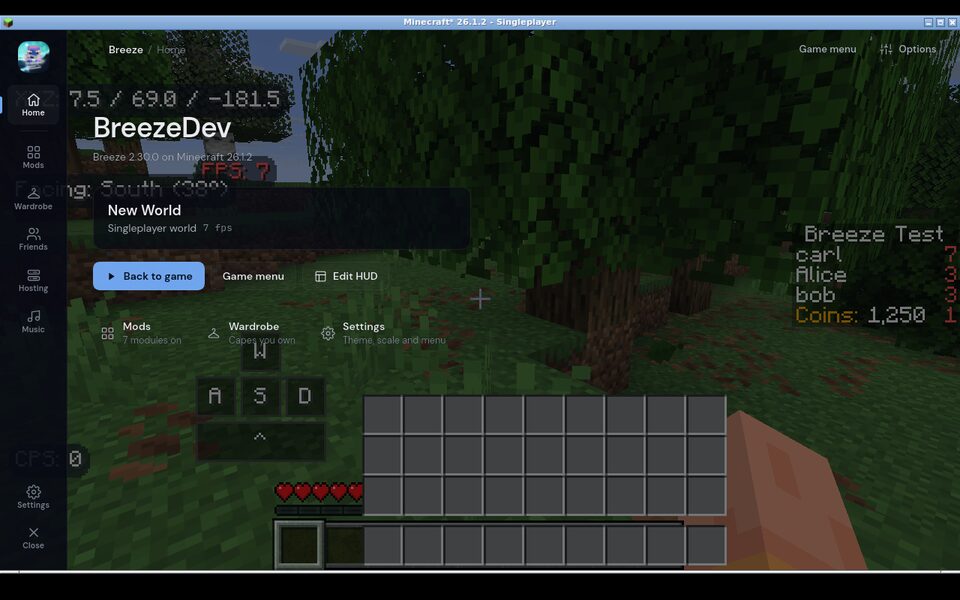 Minecraft* 26.1.2 - Singleplayer
Breeze / Home
Game menu
Options
7.5 / 69.0 / -181.5
Home
BreezeDev
Breeze 2.30.0 on Minecraft 26.1.2
FPS: 7
Mods
Facing: South (38°)
Wardrobe
New World
Singleplayer world 7 fps
Friends
Breeze Test
carl 7
Alice 3
bob 3
Coins: 1,250 1
Back to game
Game menu
Edit HUD
Hosting
Music
Mods
7 modules on
Wardrobe
Capes you own
Settings
Theme, scale and menu
W
A S D
^
CPS: 0
Settings
Close